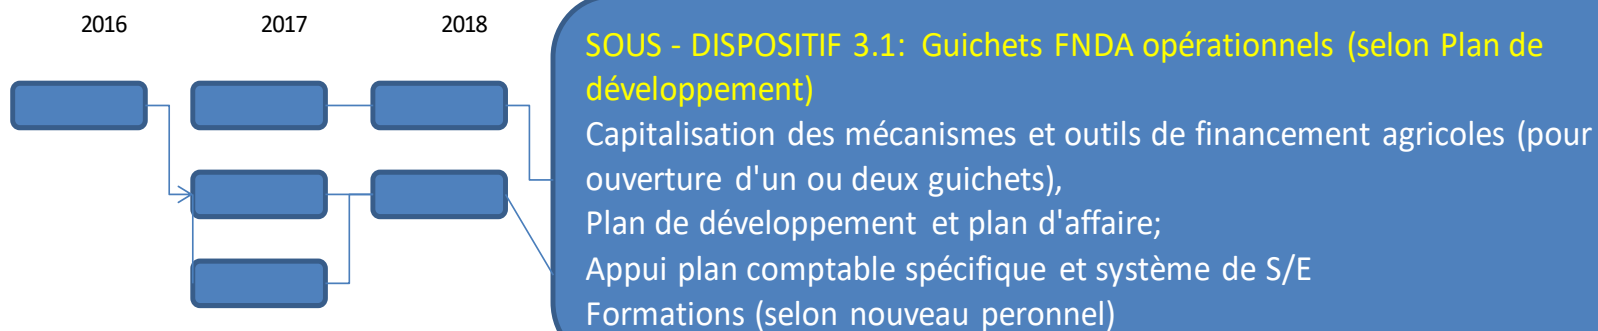 2016 2017 2018
SOUS - DISPOSITIF 3.1: Guichets FNDA opérationnels (selon Plan de
développement)
Capitalisation des mécanismes et outils de financement agricoles (pour
ouverture d'un ou deux guichets),
Plan de développement et plan d'affaire;
Appui plan comptable spécifique et système de S/E
Formations (selon nouveau peronnel)